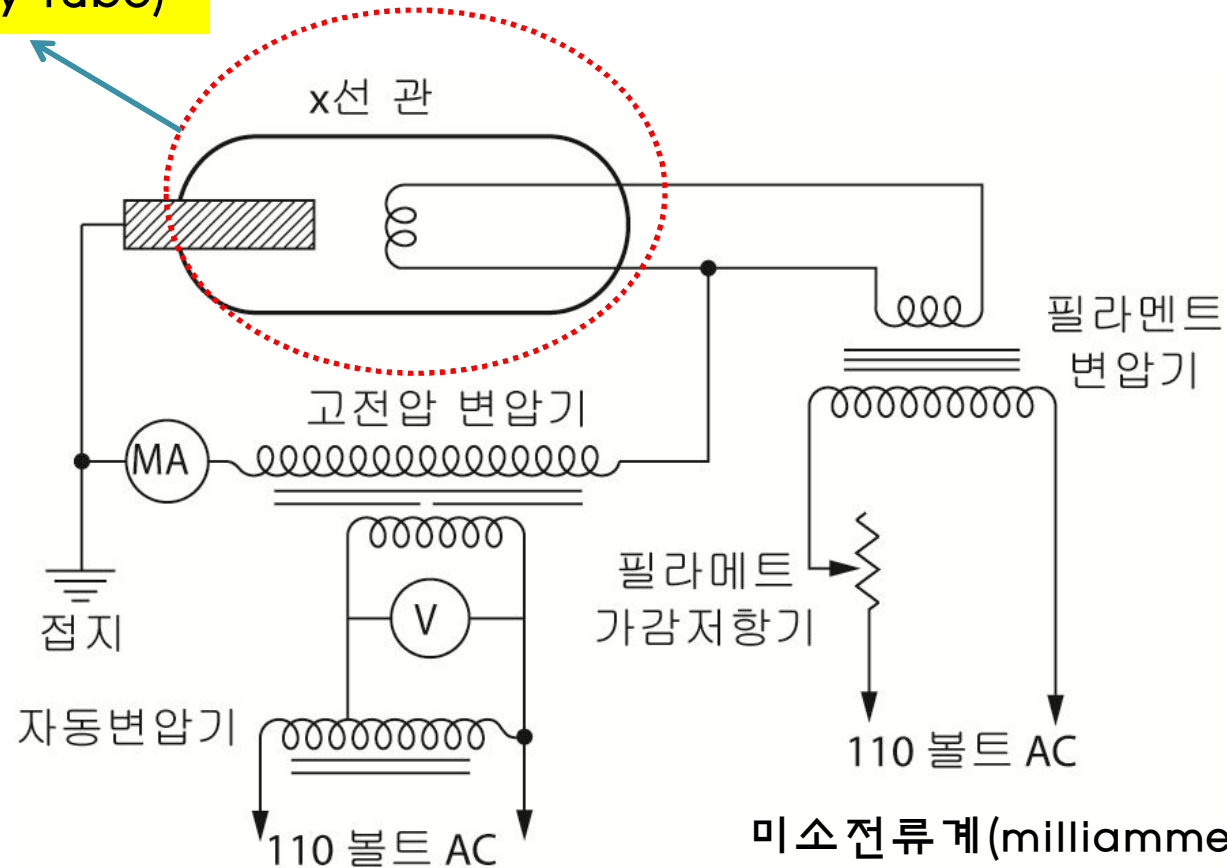 x선 관
필라멘트
변압기
고전압 변압기
MA
필라메트
가감저항기
V
접지
자동변압기
110 볼트 AC
110 볼트 AC
미소전류계(milliamme